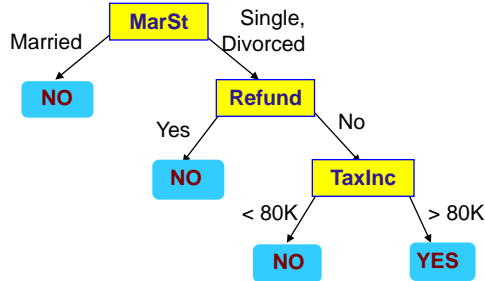 MarSt
Married
Single,
Divorced
NO
Refund
Yes
No
NO
TaxInc
< 80K
> 80K
NO
YES